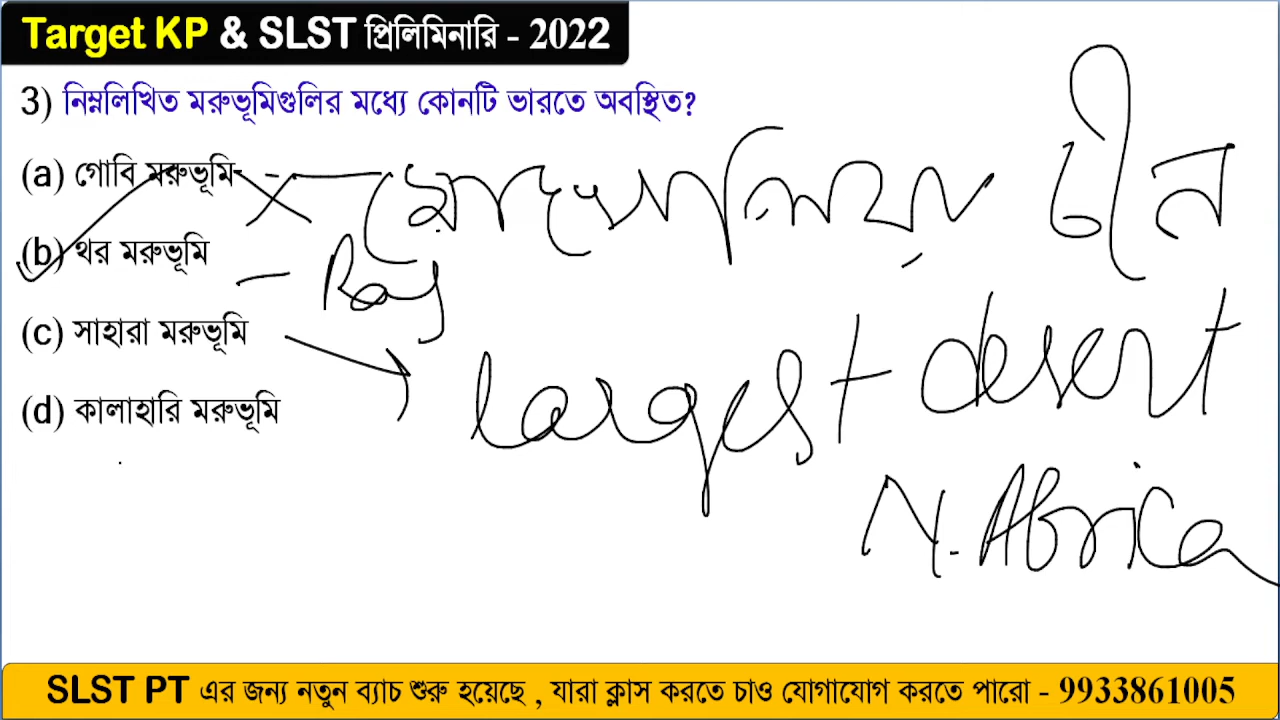 Target KP & SLST প্রিলিমিনারি - 2022
3) নিম্নলিখিত মরুভূমিগুলির মধ্যে কোনটি ভারতে অবস্থিত?
(a) গোবি মরুভূমি
(b) থর মরুভূমি
(c) সাহারা মরুভূমি
(d) কালাহারি মরুভূমি
চীন
largest desert
N. Africa
SLST PT এর জন্য নতুন ব্যাচ শুরু হয়েছে , যারা ক্লাস করতে চাও যোগাযোগ করতে পারো - 9933861005